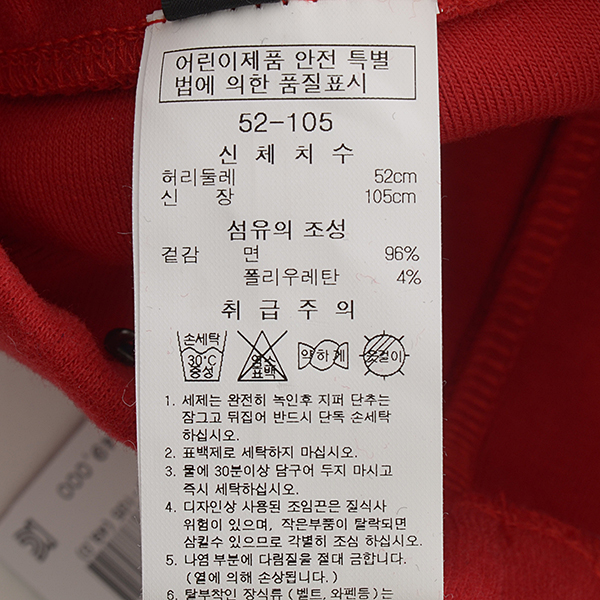 어린이제품 안전 특별
법에 의한 품질표시
52-105
신 체 치 수
허리둘레 52cm
신 장 105cm
섬유의 조성
겉감 면 96%
폴리우레탄 4%
취 급 주 의
손세탁
30°C
중성
염소
표백
약하게
옷걸이
1. 세제는 완전히 녹인후 지퍼 단추는
잠그고 뒤집어 반드시 단독 손세탁
하십시오.
2. 표백제로 세탁하지 마십시오.
3. 물에 30분이상 담구어 두지 마시고
즉시 세탁하십시오.
4. 디자인상 사용된 조임끈은 질식사
위험이 있으며, 작은부품이 탈락되면
삼킬수 있으므로 각별히 조심 하십시오.
5. 나염 부분에 다림질을 절대 금합니다.
(열에 의해 손상됩니다.)
6. 탈부착인 장식류 (벨트, 와펜등)는
49,000